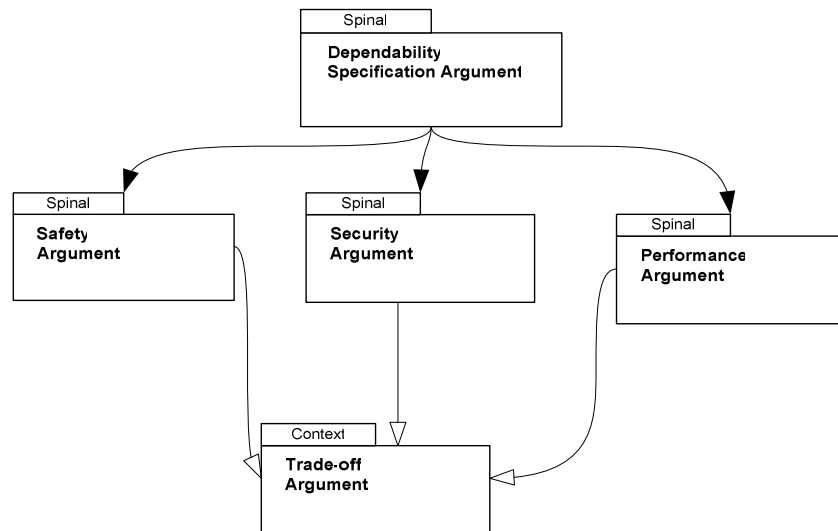 Spinal
Dependability
Specification Argument
Spinal
Safety
Argument
Spinal
Security
Argument
Spinal
Performance
Argument
Context
Trade-off
Argument